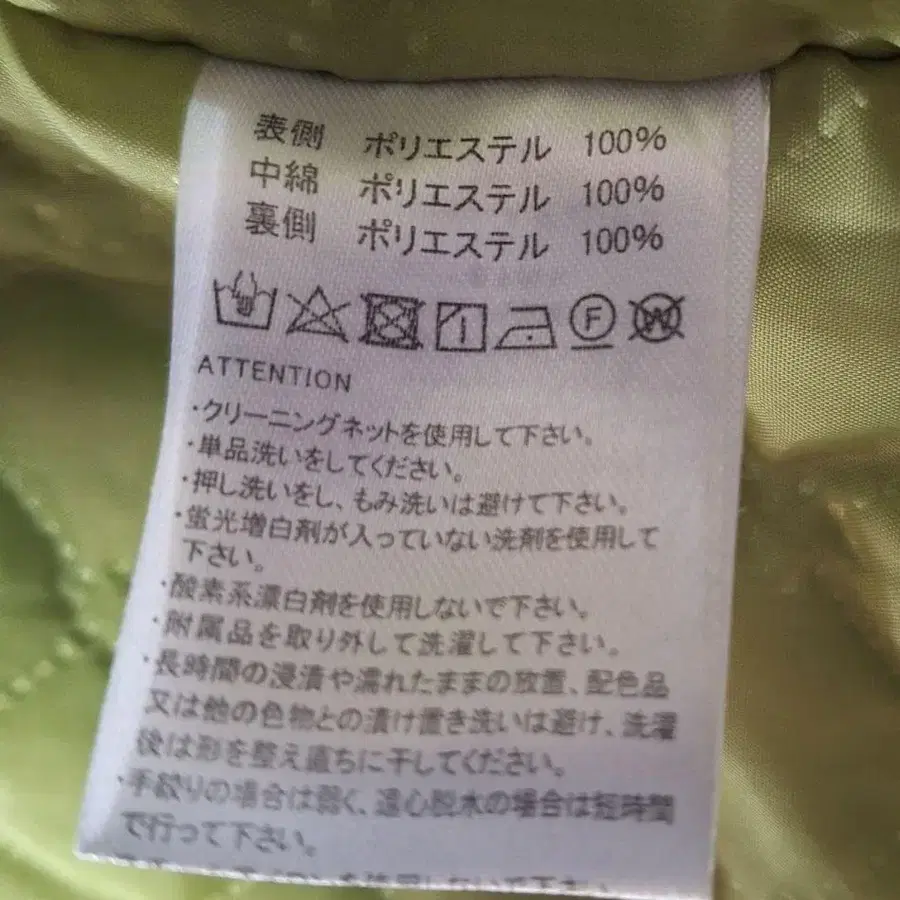 表側 ポリエステル 100%
中綿 ポリエステル 100%
裏側 ポリエステル 100%
F W
ATTENTION
・クリーニングネットを使用して下さい。
・単品洗いをしてください。
・押し洗いをし、もみ洗いは避けて下さい。
・蛍光増白剤が入っていない洗剤を使用して
下さい。
・酸素系漂白剤を使用しないで下さい。
・附属品を取り外して洗濯して下さい。
・長時間の浸漬や濡れたままの放置、配色品
又は他の色物との漬け置き洗いは避け、洗濯
後は形を整え直ちに干してください。
・手絞りの場合は弱く、遠心脱水の場合は短時間
で行って下さい。